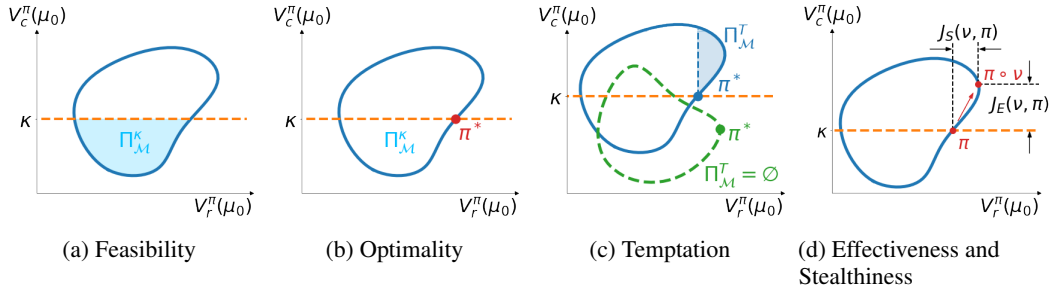 V_c^π(μ_0)
κ
Π_M^κ
V_r^π(μ_0)
(a) Feasibility
V_c^π(μ_0)
κ
Π_M^κ
π*
V_r^π(μ_0)
(b) Optimality
V_c^π(μ_0)
κ
Π_M^T
π*
π*
Π_M^T = ∅
V_r^π(μ_0)
(c) Temptation
V_c^π(μ_0)
J_S(ν, π)
π ∘ ν
J_E(ν, π)
κ
π
V_r^π(μ_0)
(d) Effectiveness and
Stealthiness